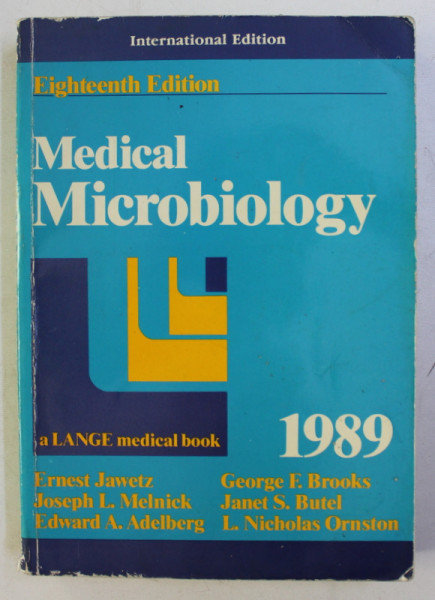 International Edition
Eighteenth Edition
Medical
Microbiology
a LANGE medical book
1989
Ernest Jawetz
George F. Brooks
Joseph L. Melnick
Janet S. Butel
Edward A. Adelberg
L. Nicholas Ornston